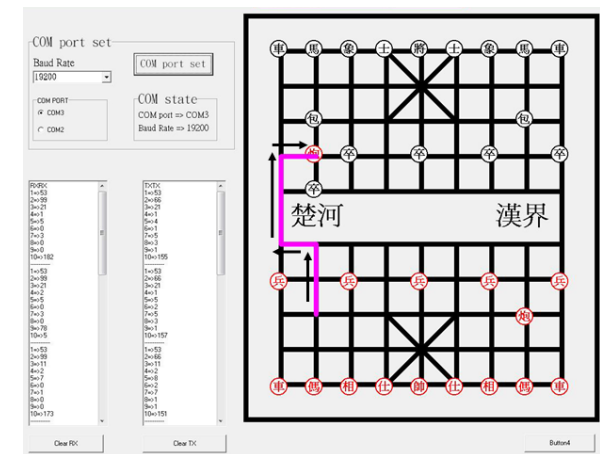 COM port set
Baud Rate
19200
COM port set
COM PORT
COM3
COM2
COM state
COM port => COM3
Baud Rate => 19200
RXRX
1=>53
2=>99
3=>21
4=>1
5=>5
6=>0
7=>3
8=>0
9=>0
10=>182
1=>53
2=>99
3=>21
4=>2
5=>5
6=>0
7=>3
8=>0
9=>78
10=>5
1=>53
2=>99
3=>11
4=>2
5=>7
6=>0
7=>1
8=>0
9=>0
10=>173
Clear RX
TXTX
1=>53
2=>66
3=>21
4=>1
5=>4
6=>1
7=>5
8=>3
9=>1
10=>155
1=>53
2=>66
3=>21
4=>1
5=>5
6=>2
7=>5
8=>3
9=>1
10=>157
1=>53
2=>66
3=>11
4=>2
5=>8
6=>2
7=>7
8=>1
9=>1
10=>151
Clear TX
車 馬 象 士 將 士 象 馬 車
包 包
炮 卒 卒 卒 卒
卒
楚河 漢界
兵 兵 兵 兵 兵
炮
車 傌 相 仕 帥 仕 相 傌 車
Button4